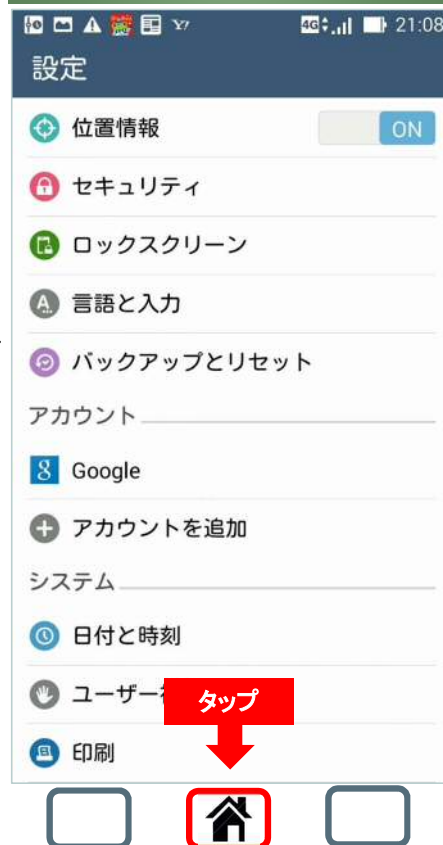 4G 21:08
設定
位置情報 ON
セキュリティ
ロックスクリーン
言語と入力
バックアップとリセット
アカウント
Google
アカウントを追加
システム
日付と時刻
ユーザー
タップ
印刷